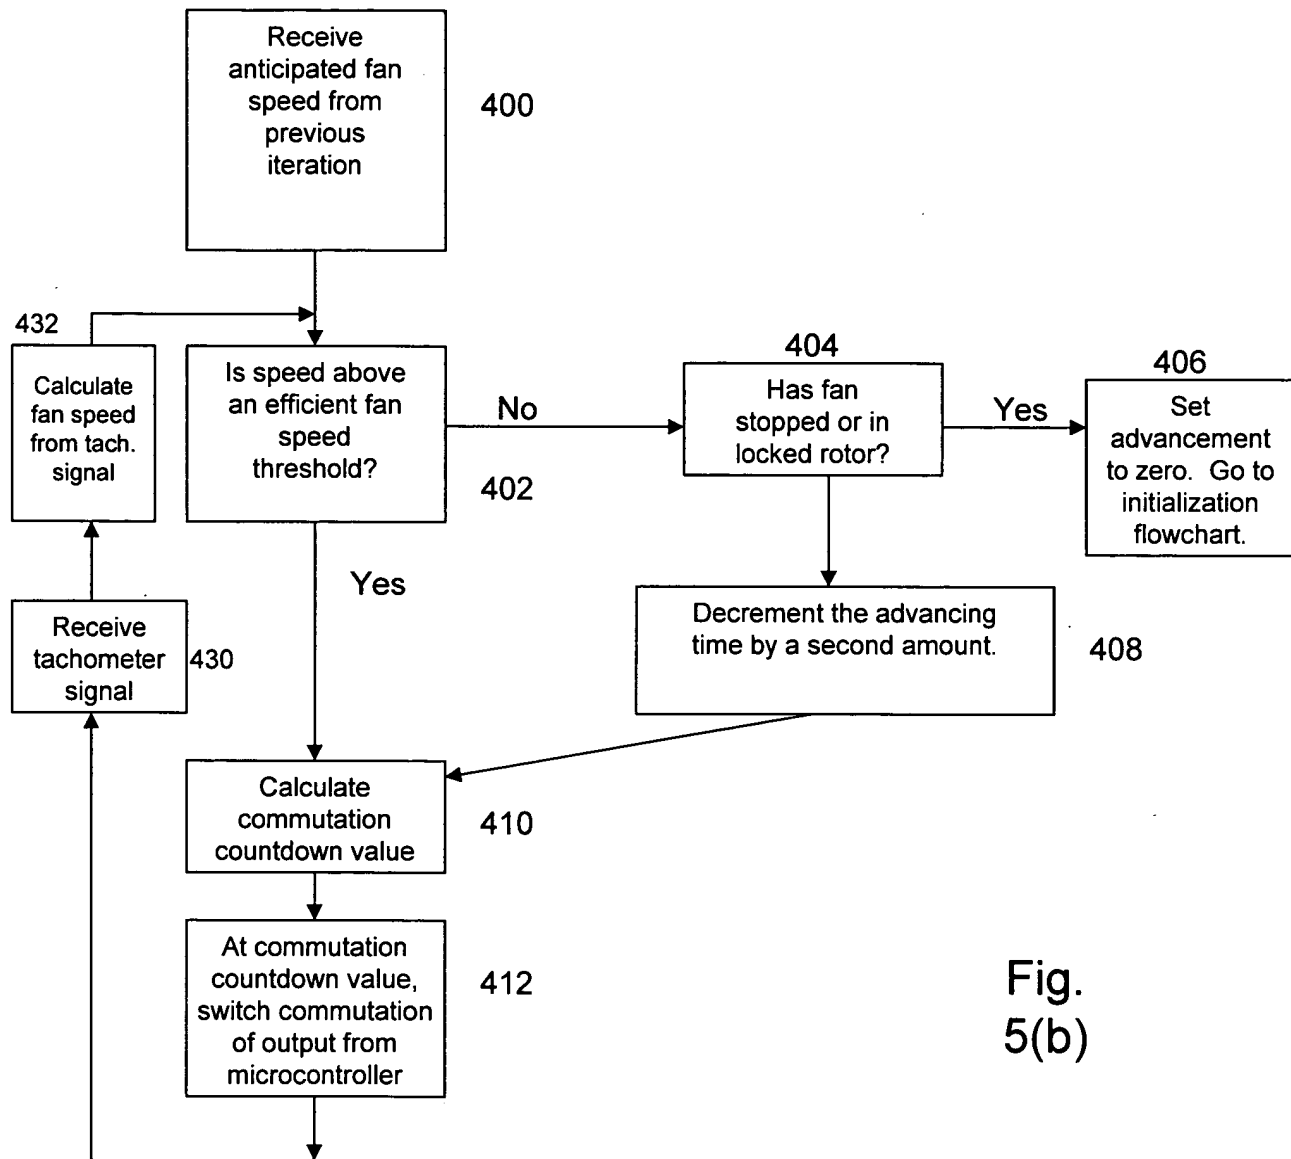 Receive
anticipated fan
speed from
previous
iteration
400
432
Calculate
fan speed
from tach.
signal
Is speed above
an efficient fan
speed
threshold?
402
No
404
Has fan
stopped or in
locked rotor?
Yes
406
Set
advancement
to zero. Go to
initialization
flowchart.
Yes
Receive
tachometer
signal
430
Decrement the advancing
time by a second amount.
408
Calculate
commutation
countdown value
410
At commutation
countdown value,
switch commutation
of output from
microcontroller
412
Fig.
5(b)